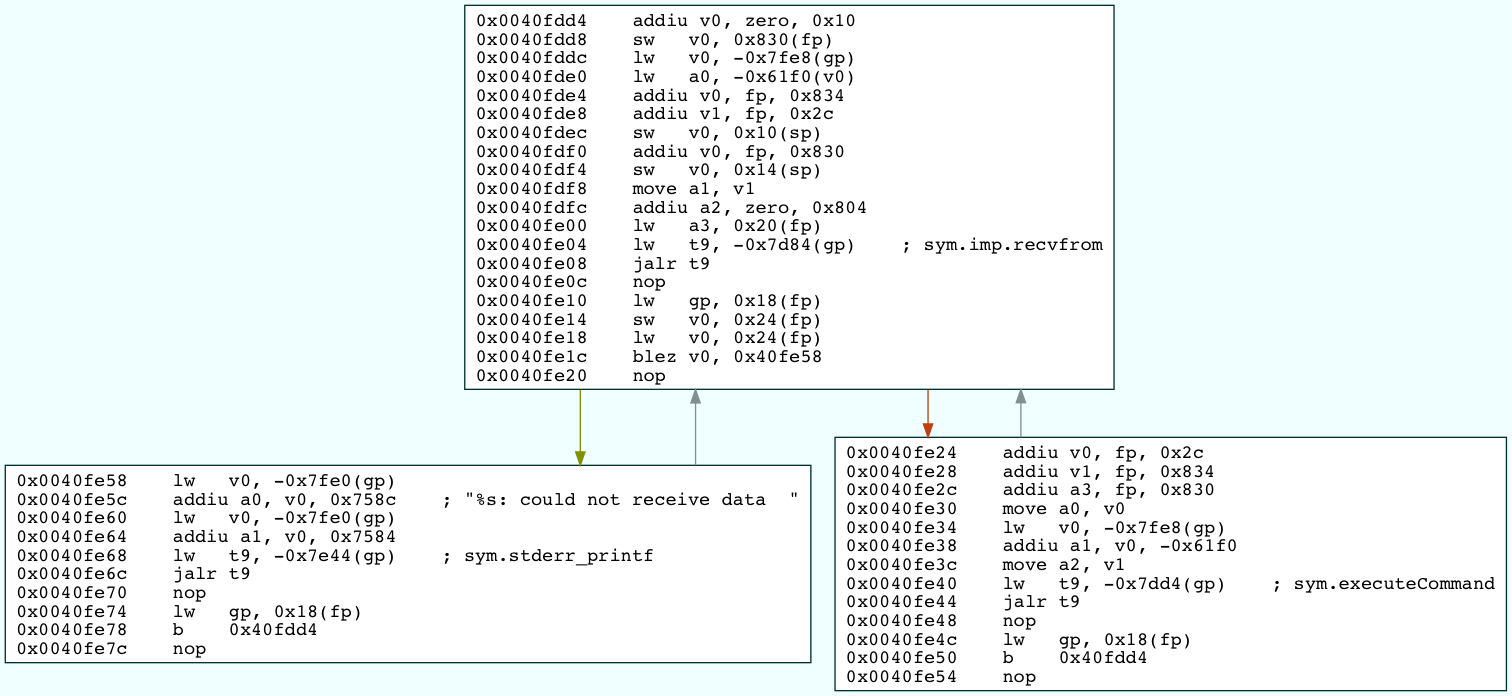 0x0040fdd4    addiu v0, zero, 0x10
0x0040fdd8    sw   v0, 0x830(fp)
0x0040fddc    lw   v0, -0x7fe8(gp)
0x0040fde0    lw   a0, -0x61f0(v0)
0x0040fde4    addiu v0, fp, 0x834
0x0040fde8    addiu v1, fp, 0x2c
0x0040fdec    sw   v0, 0x10(sp)
0x0040fdf0    addiu v0, fp, 0x830
0x0040fdf4    sw   v0, 0x14(sp)
0x0040fdf8    move a1, v1
0x0040fdfc    addiu a2, zero, 0x804
0x0040fe00    lw   a3, 0x20(fp)
0x0040fe04    lw   t9, -0x7d84(gp)    ; sym.imp.recvfrom
0x0040fe08    jalr t9
0x0040fe0c    nop
0x0040fe10    lw   gp, 0x18(fp)
0x0040fe14    sw   v0, 0x24(fp)
0x0040fe18    lw   v0, 0x24(fp)
0x0040fe1c    blez v0, 0x40fe58
0x0040fe20    nop
0x0040fe58    lw   v0, -0x7fe0(gp)
0x0040fe5c    addiu a0, v0, 0x758c    ; "%s: could not receive data  "
0x0040fe60    lw   v0, -0x7fe0(gp)
0x0040fe64    addiu a1, v0, 0x7584
0x0040fe68    lw   t9, -0x7e44(gp)    ; sym.stderr_printf
0x0040fe6c    jalr t9
0x0040fe70    nop
0x0040fe74    lw   gp, 0x18(fp)
0x0040fe78    b    0x40fdd4
0x0040fe7c    nop
0x0040fe24    addiu v0, fp, 0x2c
0x0040fe28    addiu v1, fp, 0x834
0x0040fe2c    addiu a3, fp, 0x830
0x0040fe30    move a0, v0
0x0040fe34    lw   v0, -0x7fe8(gp)
0x0040fe38    addiu a1, v0, -0x61f0
0x0040fe3c    move a2, v1
0x0040fe40    lw   t9, -0x7dd4(gp)    ; sym.executeCommand
0x0040fe44    jalr t9
0x0040fe48    nop
0x0040fe4c    lw   gp, 0x18(fp)
0x0040fe50    b    0x40fdd4
0x0040fe54    nop